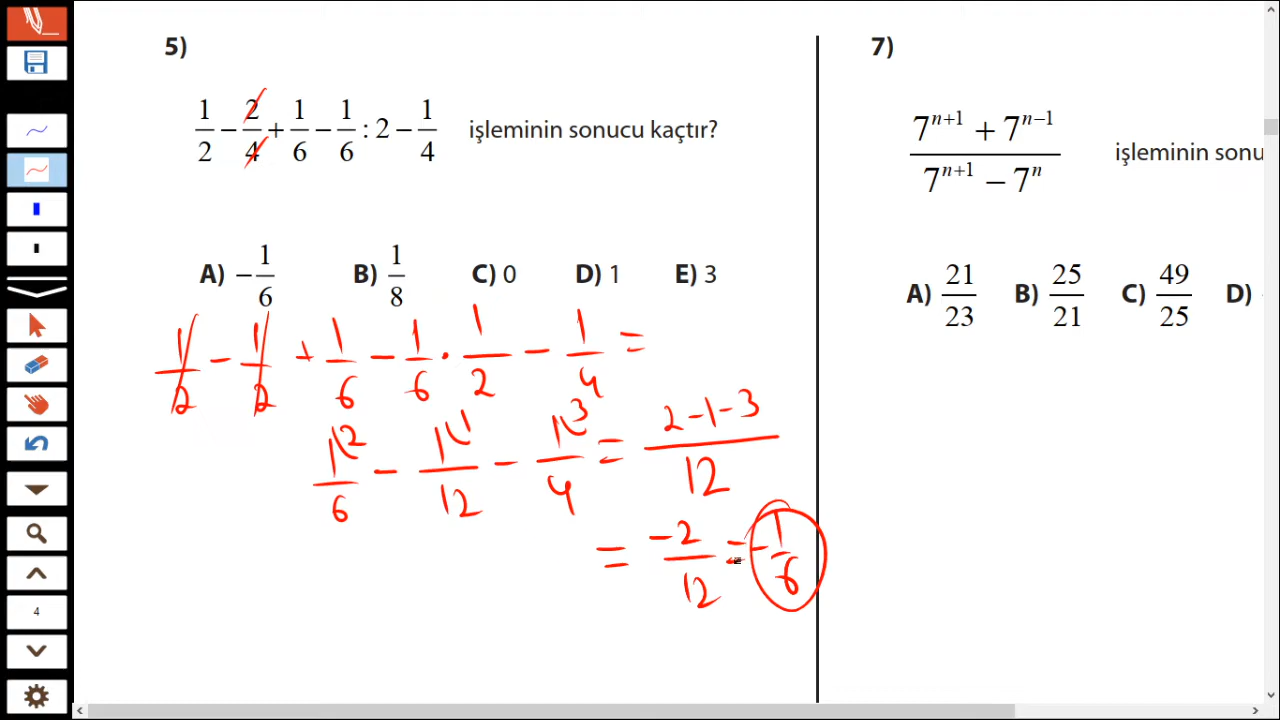 5)
1/2 − 2/4 + 1/6 − 1/6 : 2 − 1/4 işleminin sonucu kaçtır?
A) −1/6 B) 1/8 C) 0 D) 1 E) 3
1/2 − 1/2 + 1/6 − 1/6 · 1/2 − 1/4 =
1(2/6 − 1(1/12 − 1(3/4 = 2−1−3/12
= −2/12 = −1/6
7)
7^{n+1} + 7^{n−1} / 7^{n+1} − 7^{n} işleminin
A) 21/23 B) 25/21 C) 49/25 D)
4